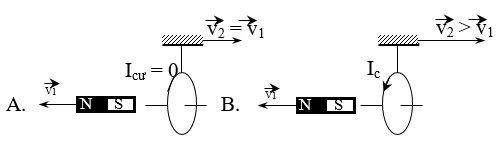 v⃗2 = v⃗1
v⃗2 > v⃗1
Icư = 0
Ic
A. v⃗1 N S
B. v⃗1 N S